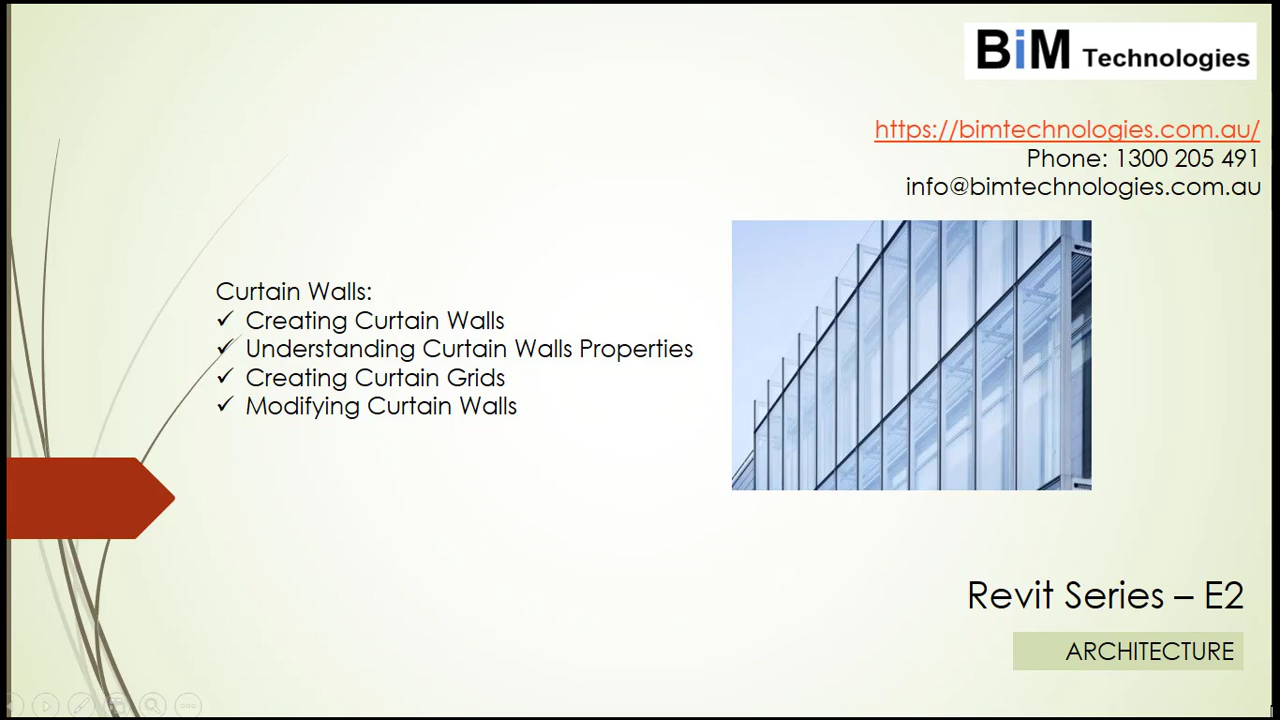 BiM Technologies
https://bimtechnologies.com.au/
Phone: 1300 205 491
info@bimtechnologies.com.au
Curtain Walls:
✓ Creating Curtain Walls
✓ Understanding Curtain Walls Properties
✓ Creating Curtain Grids
✓ Modifying Curtain Walls
Revit Series – E2
ARCHITECTURE